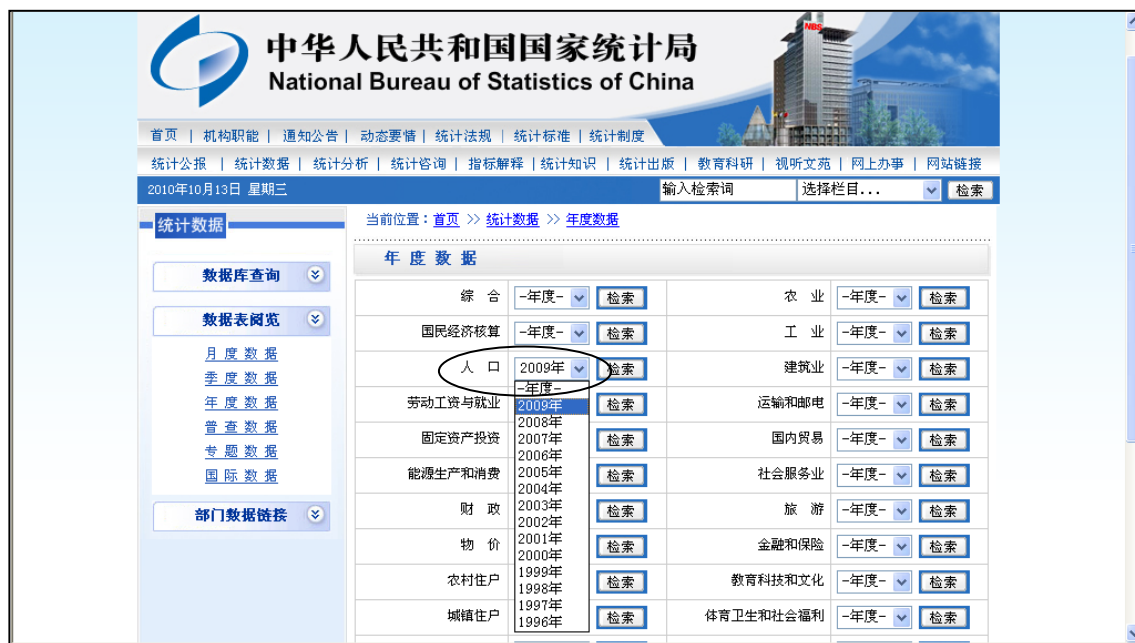 中华人民共和国国家统计局
National Bureau of Statistics of China
NBS
首页 | 机构职能 | 通知公告 | 动态要情 | 统计法规 | 统计标准 | 统计制度
统计公报 | 统计数据 | 统计分析 | 统计咨询 | 指标解释 | 统计知识 | 统计出版 | 教育科研 | 视听文苑 | 网上办事 | 网站链接
2010年10月13日 星期三 输入检索词 选择栏目... 检索
统计数据
数据库查询
数据表阅览
月度数据
季度数据
年度数据
普查数据
专题数据
国际数据
部门数据链接
当前位置：首页 >> 统计数据 >> 年度数据
年度数据
综 合 -年度- 检索 农 业 -年度- 检索
国民经济核算 -年度- 检索 工 业 -年度- 检索
人 口 2009年 检索 建筑业 -年度- 检索
劳动工资与就业 检索 运输和邮电 -年度- 检索
固定资产投资 检索 国内贸易 -年度- 检索
能源生产和消费 检索 社会服务业 -年度- 检索
财 政 检索 旅 游 -年度- 检索
物 价 检索 金融和保险 -年度- 检索
农村住户 检索 教育科技和文化 -年度- 检索
城镇住户 检索 体育卫生和社会福利 -年度- 检索
-年度-
2009年
2008年
2007年
2006年
2005年
2004年
2003年
2002年
2001年
2000年
1999年
1998年
1997年
1996年